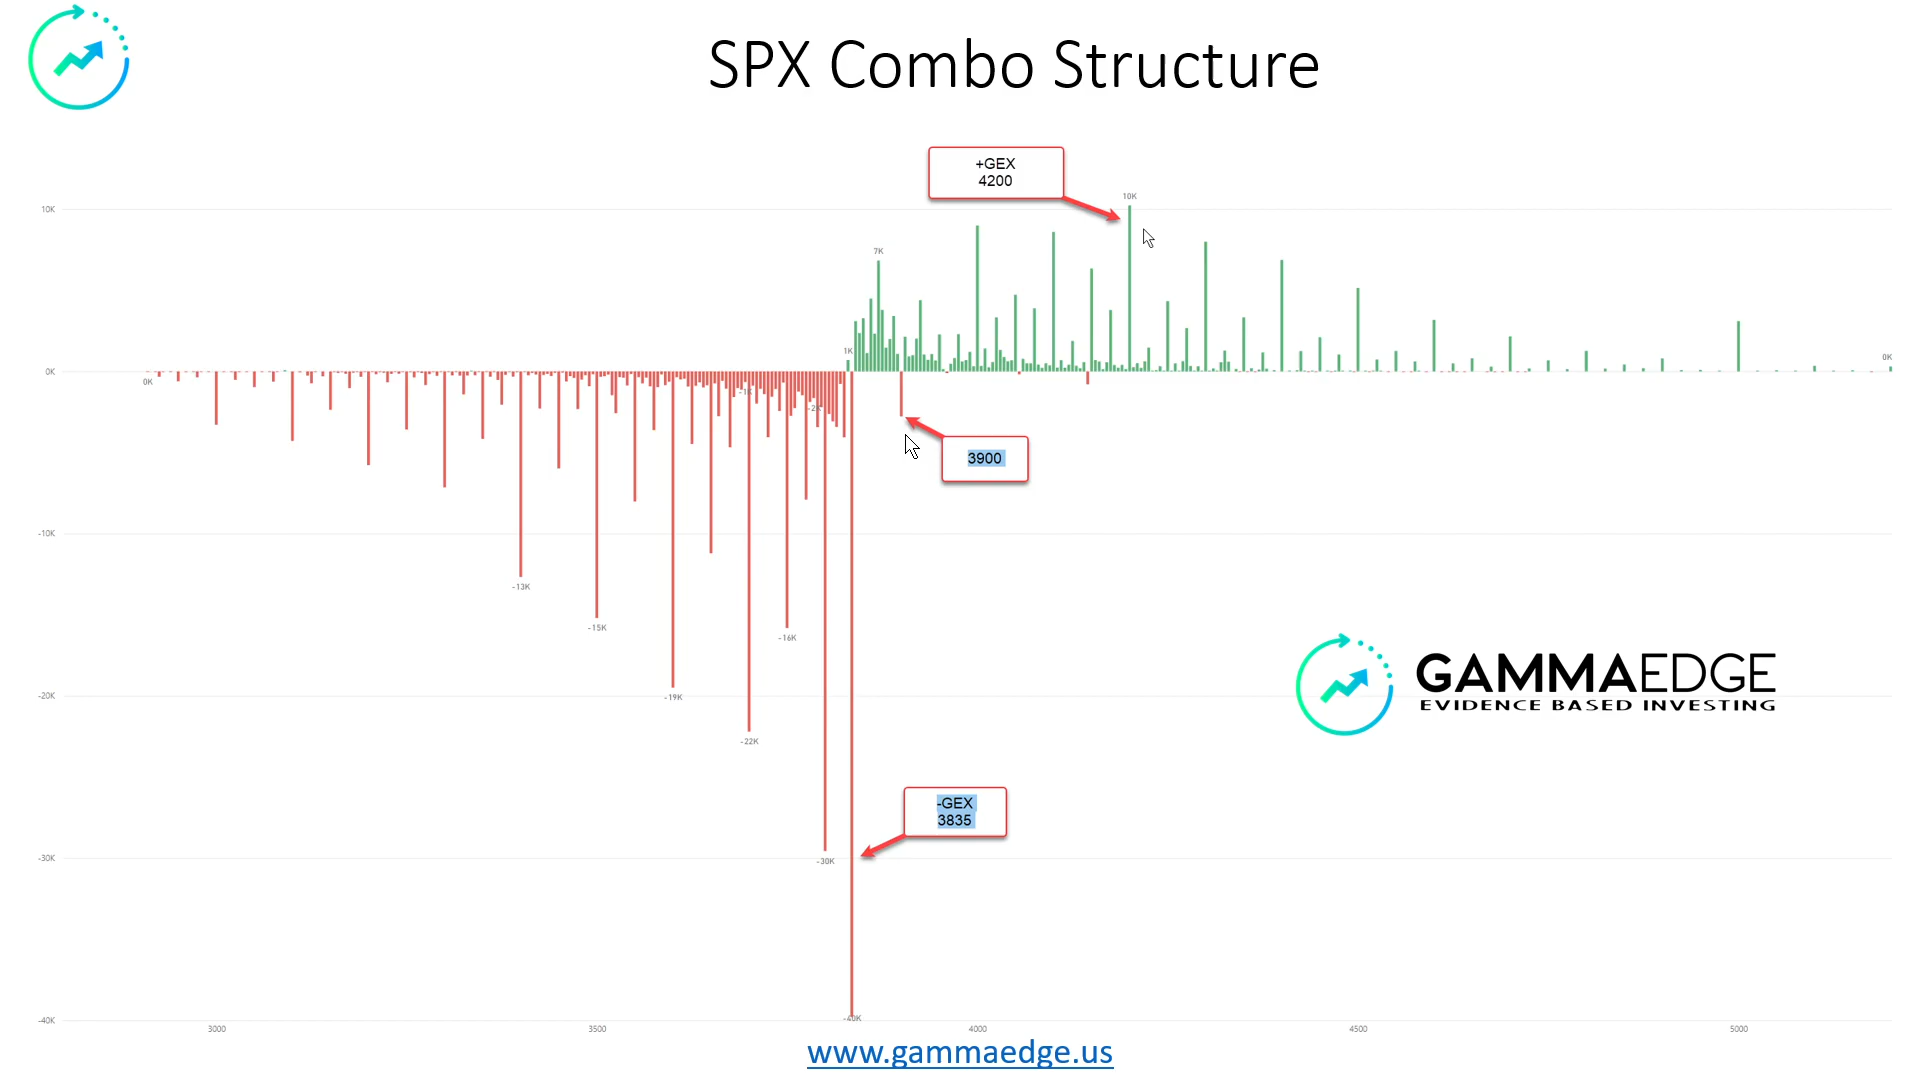 SPX Combo Structure
+GEX
4200
10K
10K
7K
1K
0K
0K
0K
-1K
-2K
3900
-10K
-13K
-15K
-16K
GAMMAEDGE
EVIDENCE BASED INVESTING
-20K
-19K
-22K
-GEX
3835
-30K
-30K
-40K
-40K
3000
3500
4000
4500
5000
www.gammaedge.us